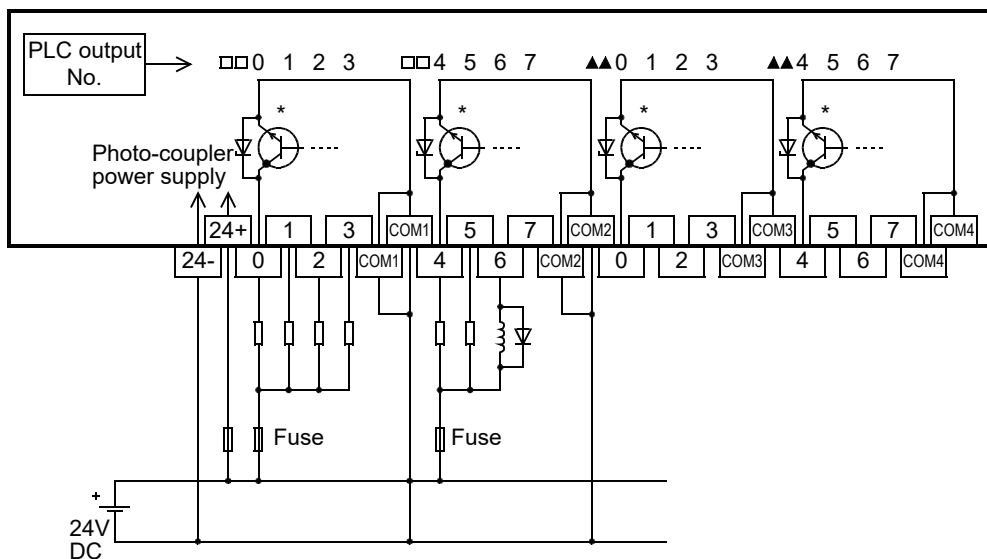 PLC output
No.
□□0 1 2 3 □□4 5 6 7 ▲▲0 1 2 3 ▲▲4 5 6 7
* * * *
Photo-coupler
power supply
24+ 1 3 COM1 5 7 COM2 1 3 COM3 5 7 COM4
24- 0 2 COM1 4 6 COM2 0 2 COM3 4 6 COM4
Fuse Fuse
+
24V
DC